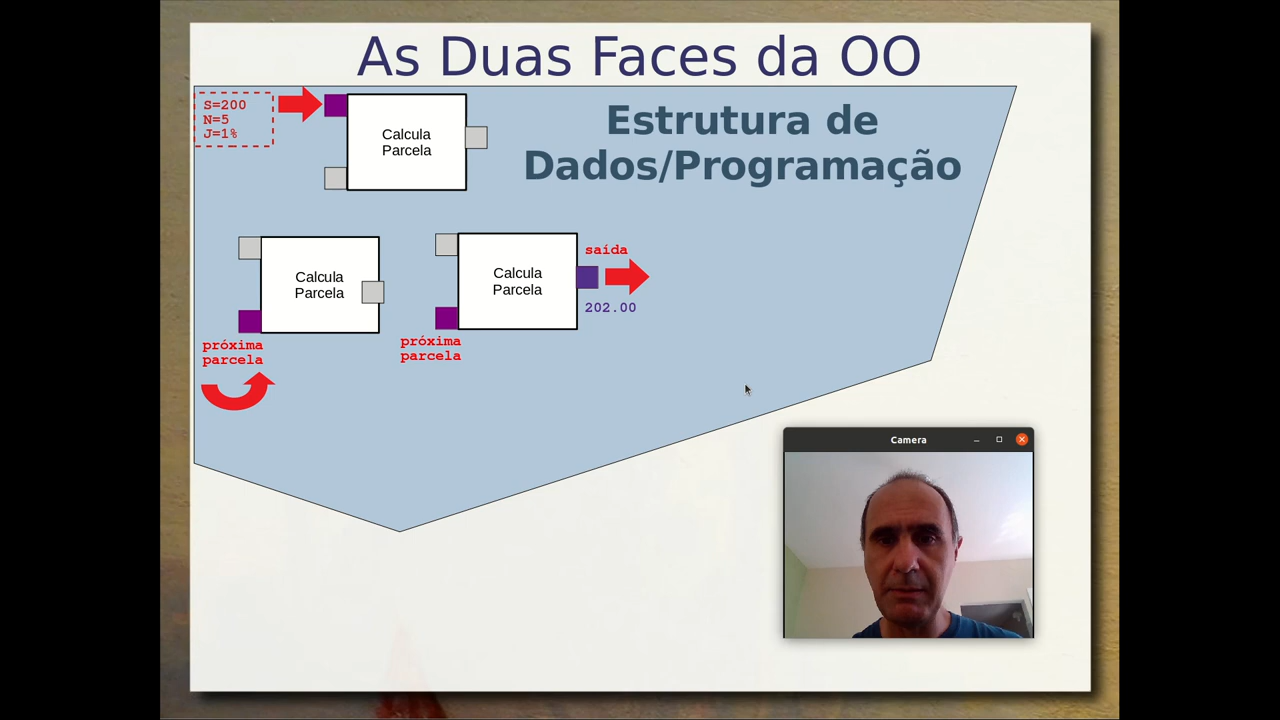 As Duas Faces da OO
S=200
N=5
J=1%
Calcula
Parcela
Estrutura de
Dados/Programação
Calcula
Parcela
próxima
parcela
Calcula
Parcela
próxima
parcela
saída
202.00
Camera